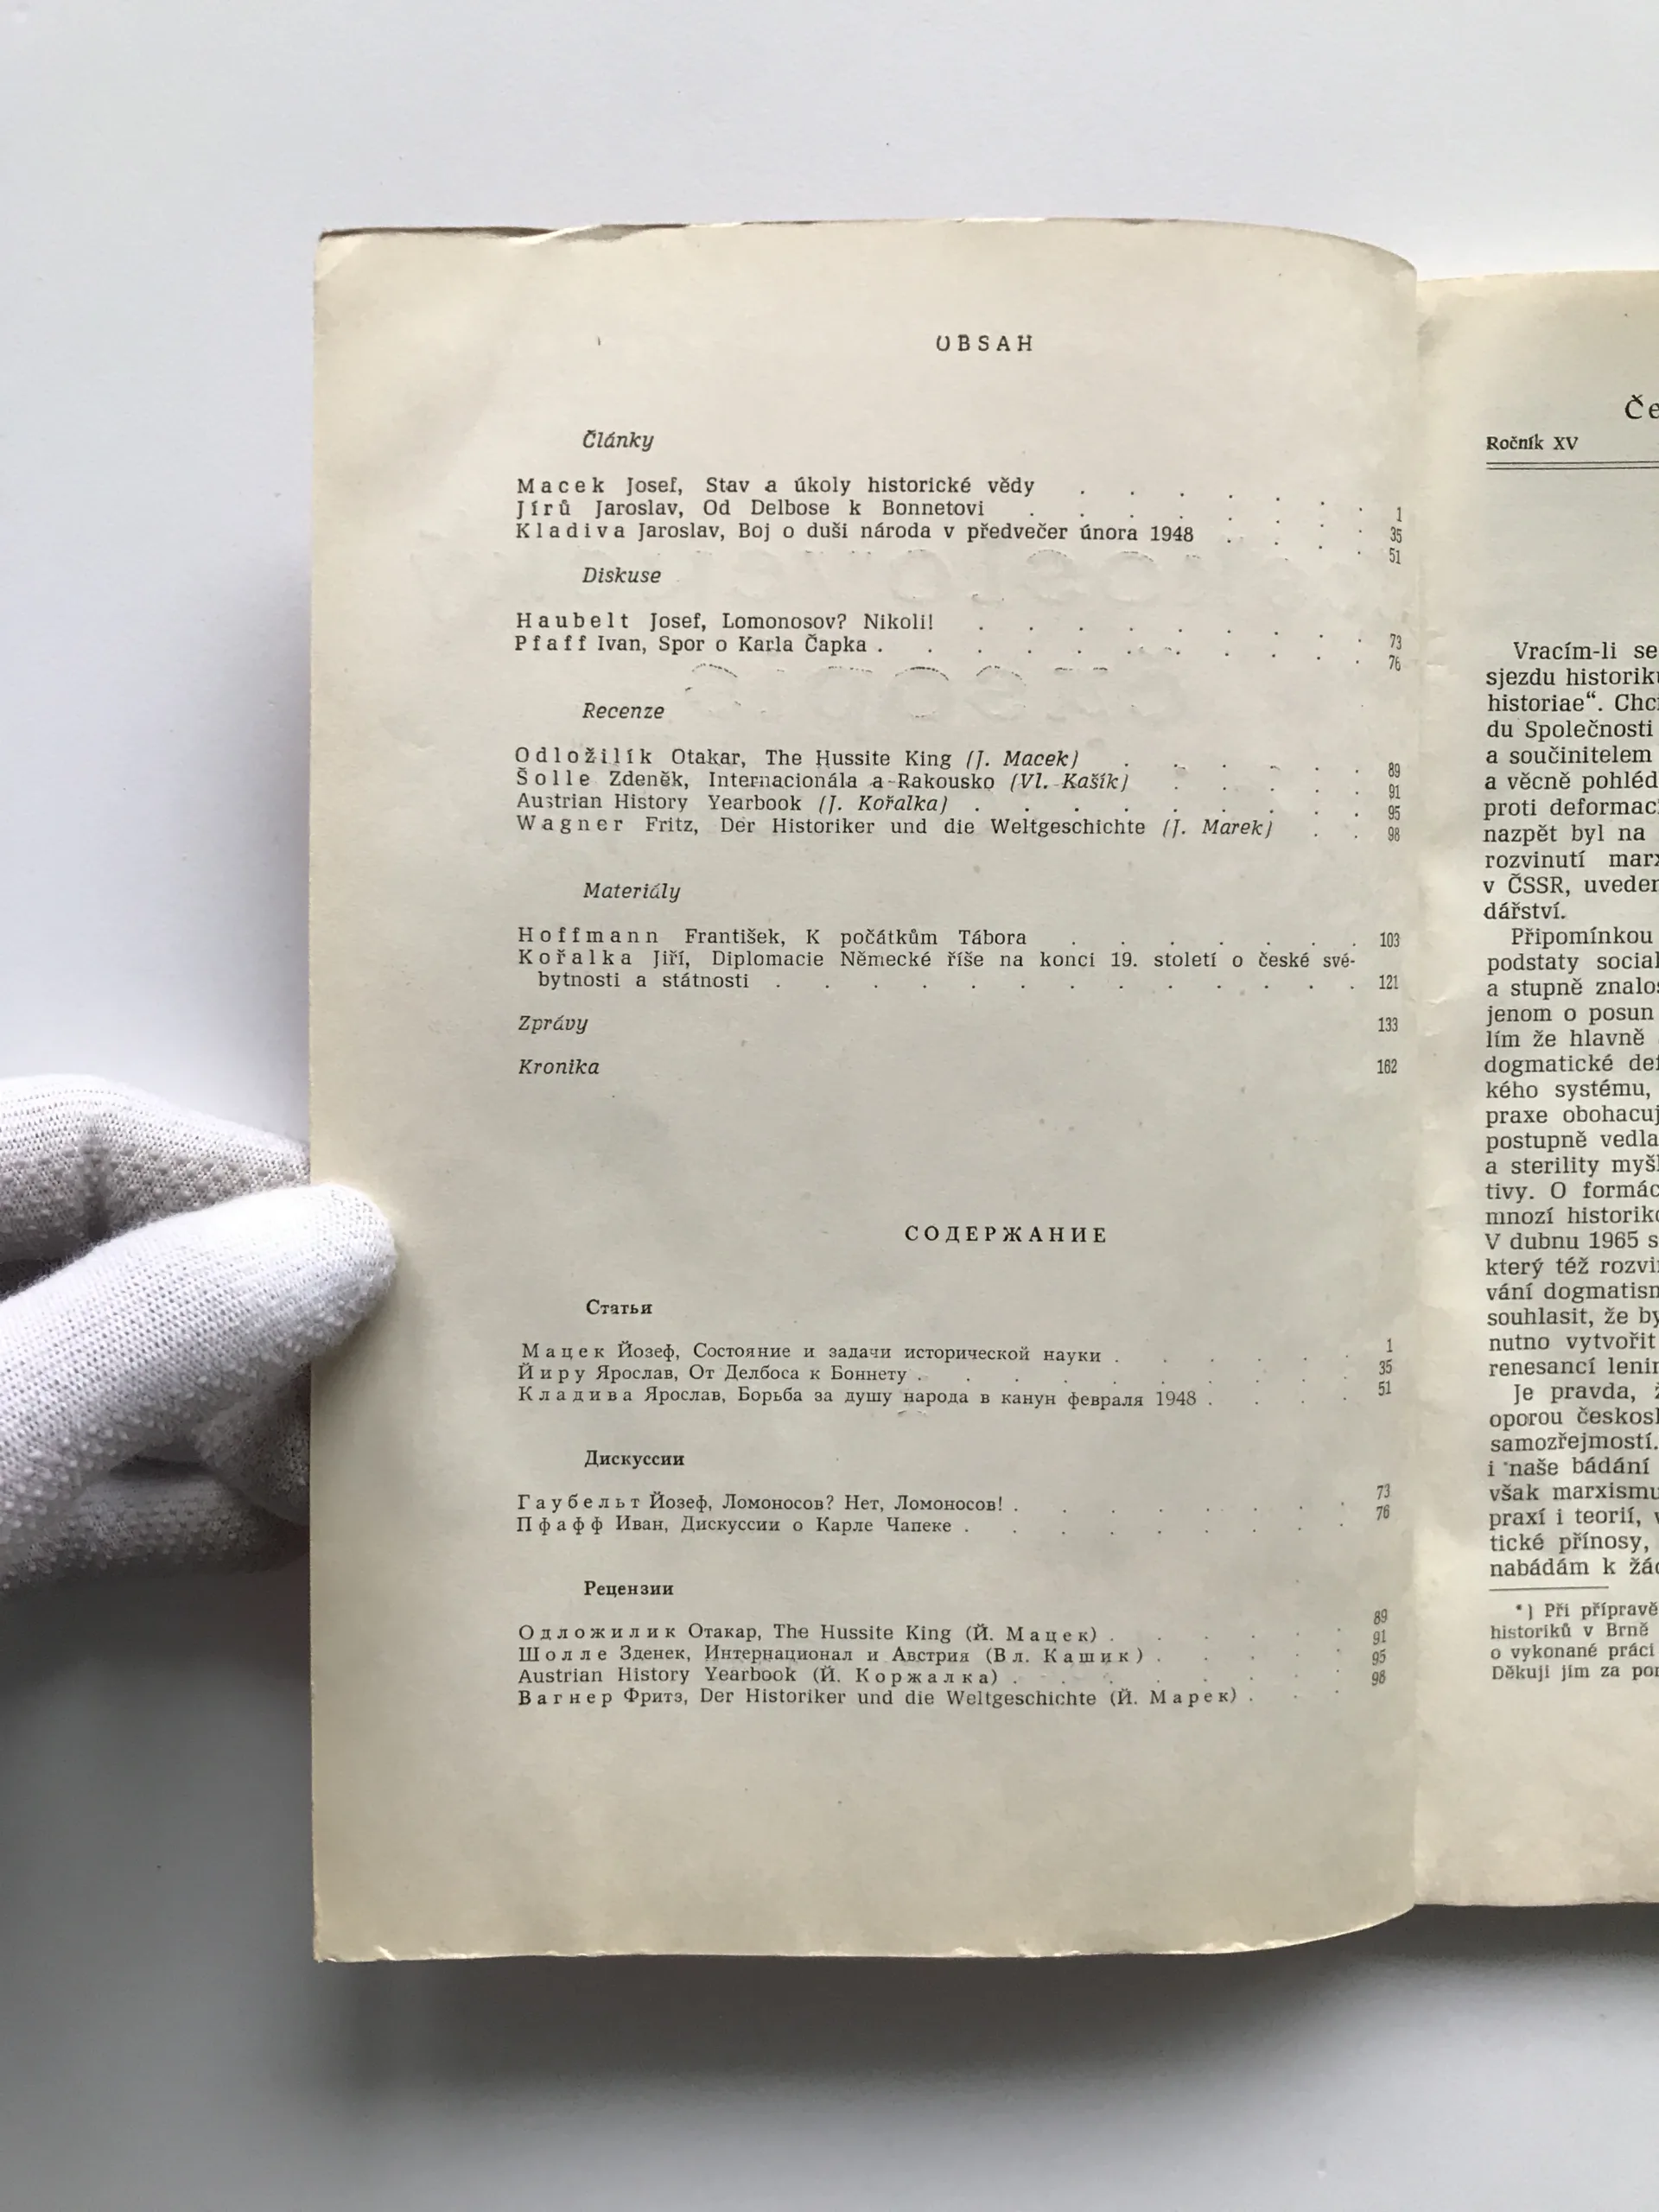 OBSAH
Články
Macek Josef, Stav a úkoly historické vědy . . . . . . . 1
Jírů Jaroslav, Od Delbose k Bonnetovi . . . . . . . 35
Kladiva Jaroslav, Boj o duši národa v předvečer února 1948 . . . . 51
Diskuse
Haubelt Josef, Lomonosov? Nikoli! . . . . . . . . . 73
Pfaff Ivan, Spor o Karla Čapka . . . . . . . . . . 76
Recenze
Odložilík Otakar, The Hussite King (J. Macek) . . . . . . 89
Šolle Zdeněk, Internacionála a Rakousko (Vl. Kašík) . . . . . 91
Austrian History Yearbook (J. Kořalka) . . . . . . . . . 95
Wagner Fritz, Der Historiker und die Weltgeschichte (J. Marek) . . 98
Materiály
Hoffmann František, K počátkům Tábora . . . . . . . 103
Kořalka Jiří, Diplomacie Německé říše na konci 19. století o české své-
bytnosti a státnosti . . . . . . . . . . . . 121
Zprávy 133
Kronika 162
СОДЕРЖАНИЕ
Статьи
Мацек Йозеф, Состояние и задачи исторической науки . . . . . . 1
Йиру Ярослав, От Делбоса к Боннету . . . . . . . . . . 35
Кладива Ярослав, Борьба за душу народа в канун февраля 1948 . . . . 51
Дискуссии
Гаубельт Йозеф, Ломоносов? Нет, Ломоносов! . . . . . . . . 73
Пфафф Иван, Дискуссии о Карле Чапеке . . . . . . . . . 76
Рецензии
Одложилик Отакар, The Hussite King (Й. Мацек) . . . . . . 89
Шолле Зденек, Интернационал и Австрия (Вл. Кашик) . . . . . 91
Austrian History Yearbook (Й. Коржалка) . . . . . . . . 95
Вагнер Фритз, Der Historiker und die Weltgeschichte (Й. Марек) . . . 98
Če
Ročník XV
Vracím-li se
sjezdu historik
historiae“. Chc
du Společnosti
a součinitelem
a věcně pohléd
proti deformac
nazpět byl na
rozvinutí mar
v ČSSR, uveden
dářství.
Připomínkou
podstaty social
a stupně znalos
jenom o posun
lím že hlavně
dogmatické def
kého systému,
praxe obohacuj
postupně vedla
a sterility myšl
tivy. O formác
mnozí historik
V dubnu 1965 s
který též rozvi
vání dogmatism
souhlasit, že by
nutno vytvořit
renesancí lenin
Je pravda, ž
oporou českosl
samozřejmostí.
i naše bádání
však marxismu
praxí i teorií, v
tické přínosy,
nabádám k žád
*) Při přípravě
historiků v Brně
o vykonané práci
Děkuji jim za po